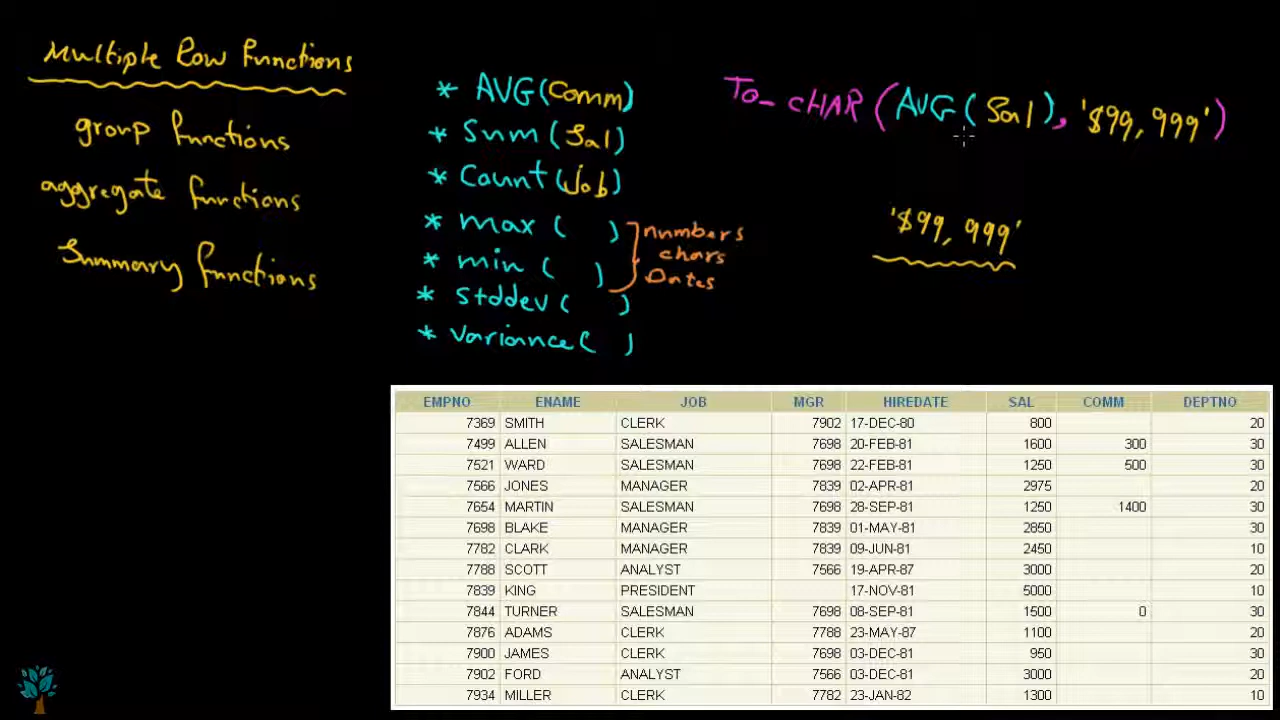 Multiple Row Functions
group functions
aggregate functions
Summary functions
* AVG(Comm)
* Sum (Sal)
* Count (Job)
* max ( )
* min ( )
* stddev ( )
* variance( )
numbers
chars
Dates
To_CHAR (AVG (Sal), '$99,999')
'$99,999'
EMPNO ENAME JOB MGR HIREDATE SAL COMM DEPTNO
7369 SMITH CLERK 7902 17-DEC-80 800 20
7499 ALLEN SALESMAN 7698 20-FEB-81 1600 300 30
7521 WARD SALESMAN 7698 22-FEB-81 1250 500 30
7566 JONES MANAGER 7839 02-APR-81 2975 20
7654 MARTIN SALESMAN 7698 28-SEP-81 1250 1400 30
7698 BLAKE MANAGER 7839 01-MAY-81 2850 30
7782 CLARK MANAGER 7839 09-JUN-81 2450 10
7788 SCOTT ANALYST 7566 19-APR-87 3000 20
7839 KING PRESIDENT 17-NOV-81 5000 10
7844 TURNER SALESMAN 7698 08-SEP-81 1500 0 30
7876 ADAMS CLERK 7788 23-MAY-87 1100 20
7900 JAMES CLERK 7698 03-DEC-81 950 30
7902 FORD ANALYST 7566 03-DEC-81 3000 20
7934 MILLER CLERK 7782 23-JAN-82 1300 10